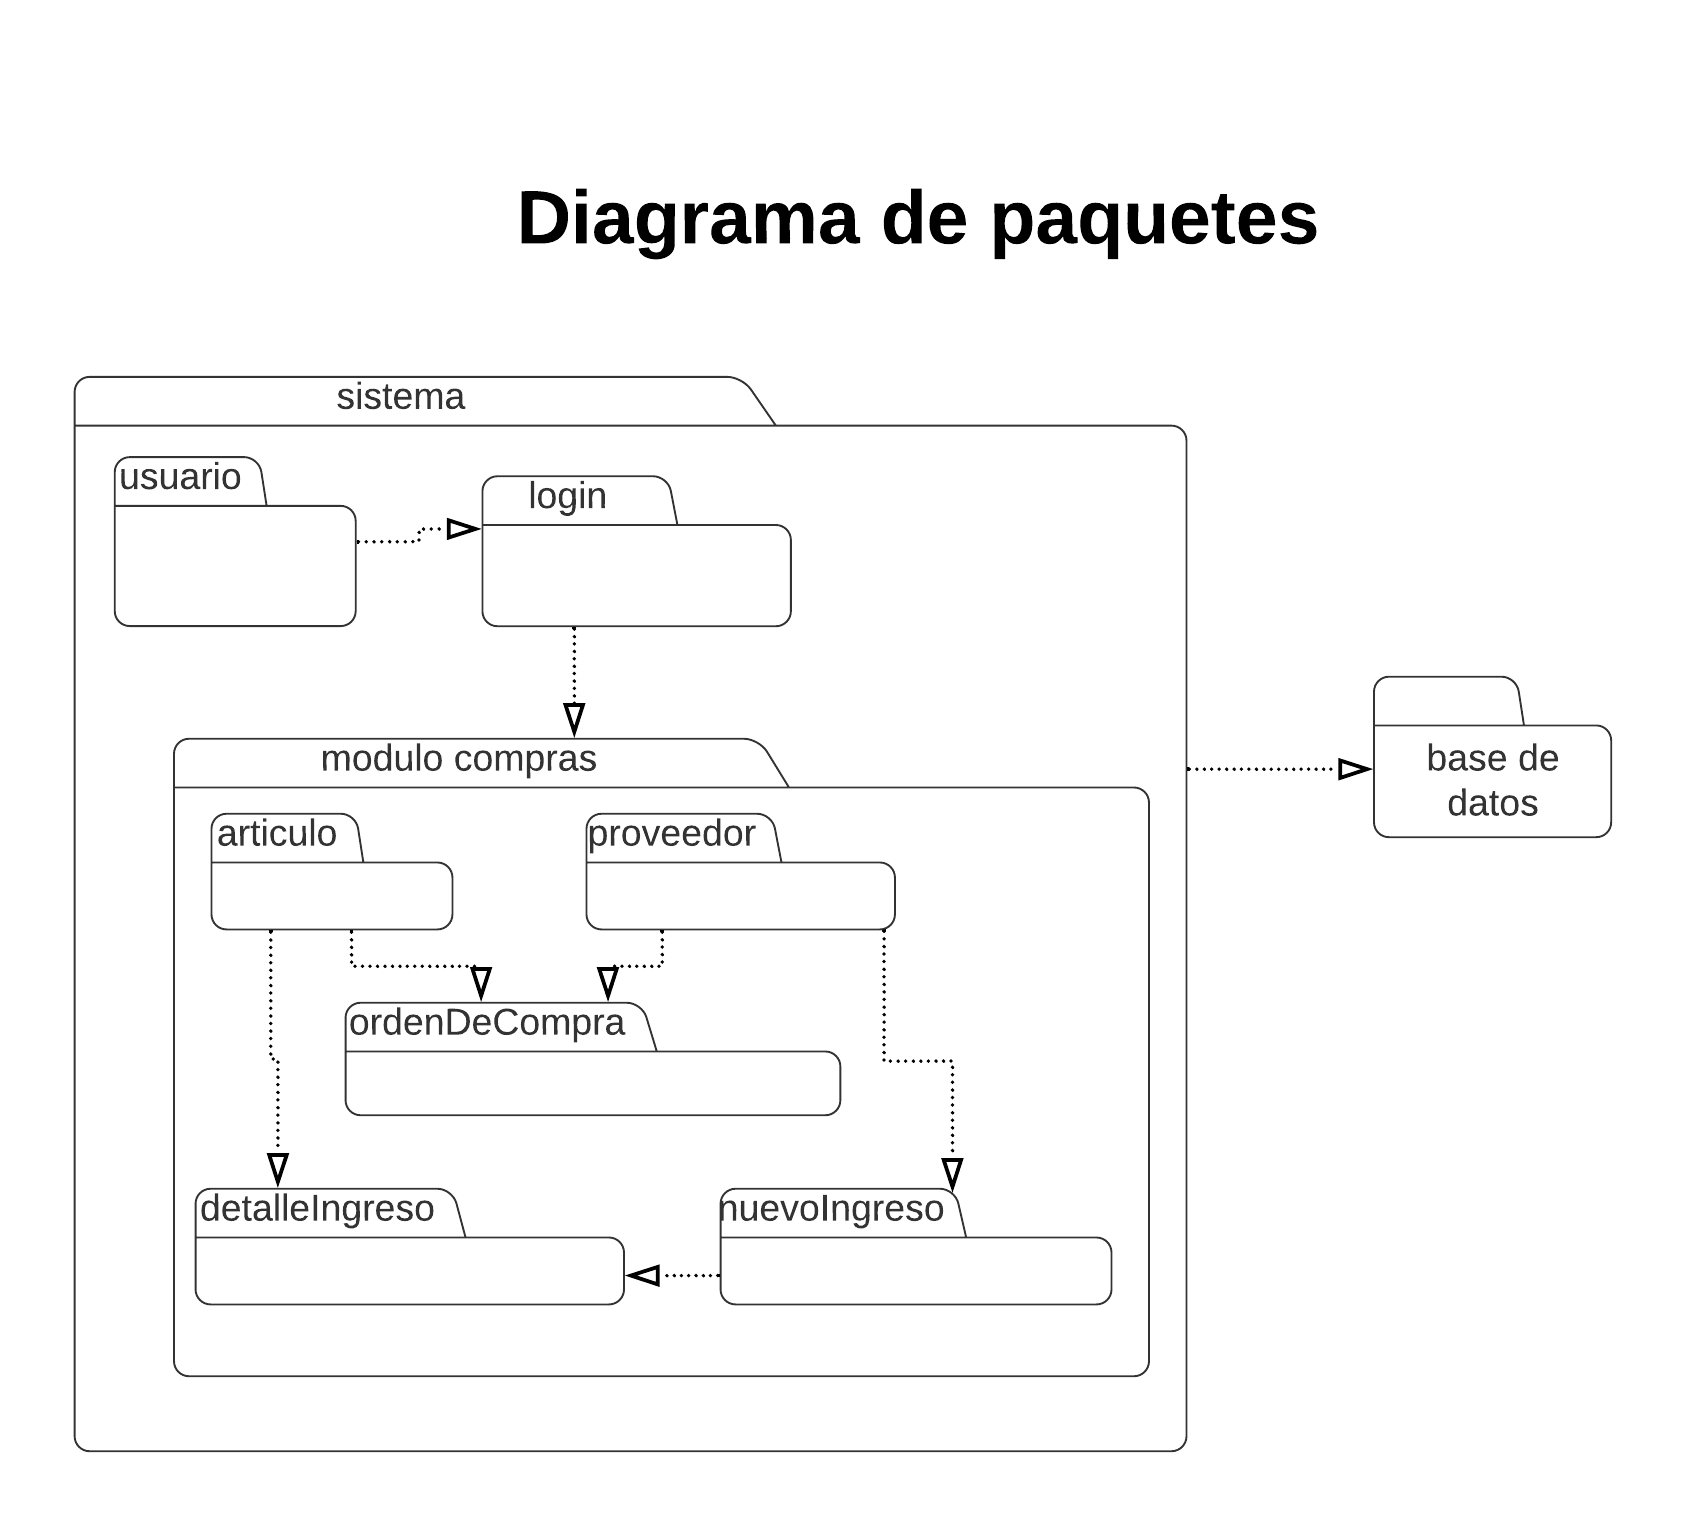 Diagrama de paquetes
sistema
usuario
login
modulo compras
base de
datos
articulo
proveedor
ordenDeCompra
detalleIngreso
nuevoIngreso